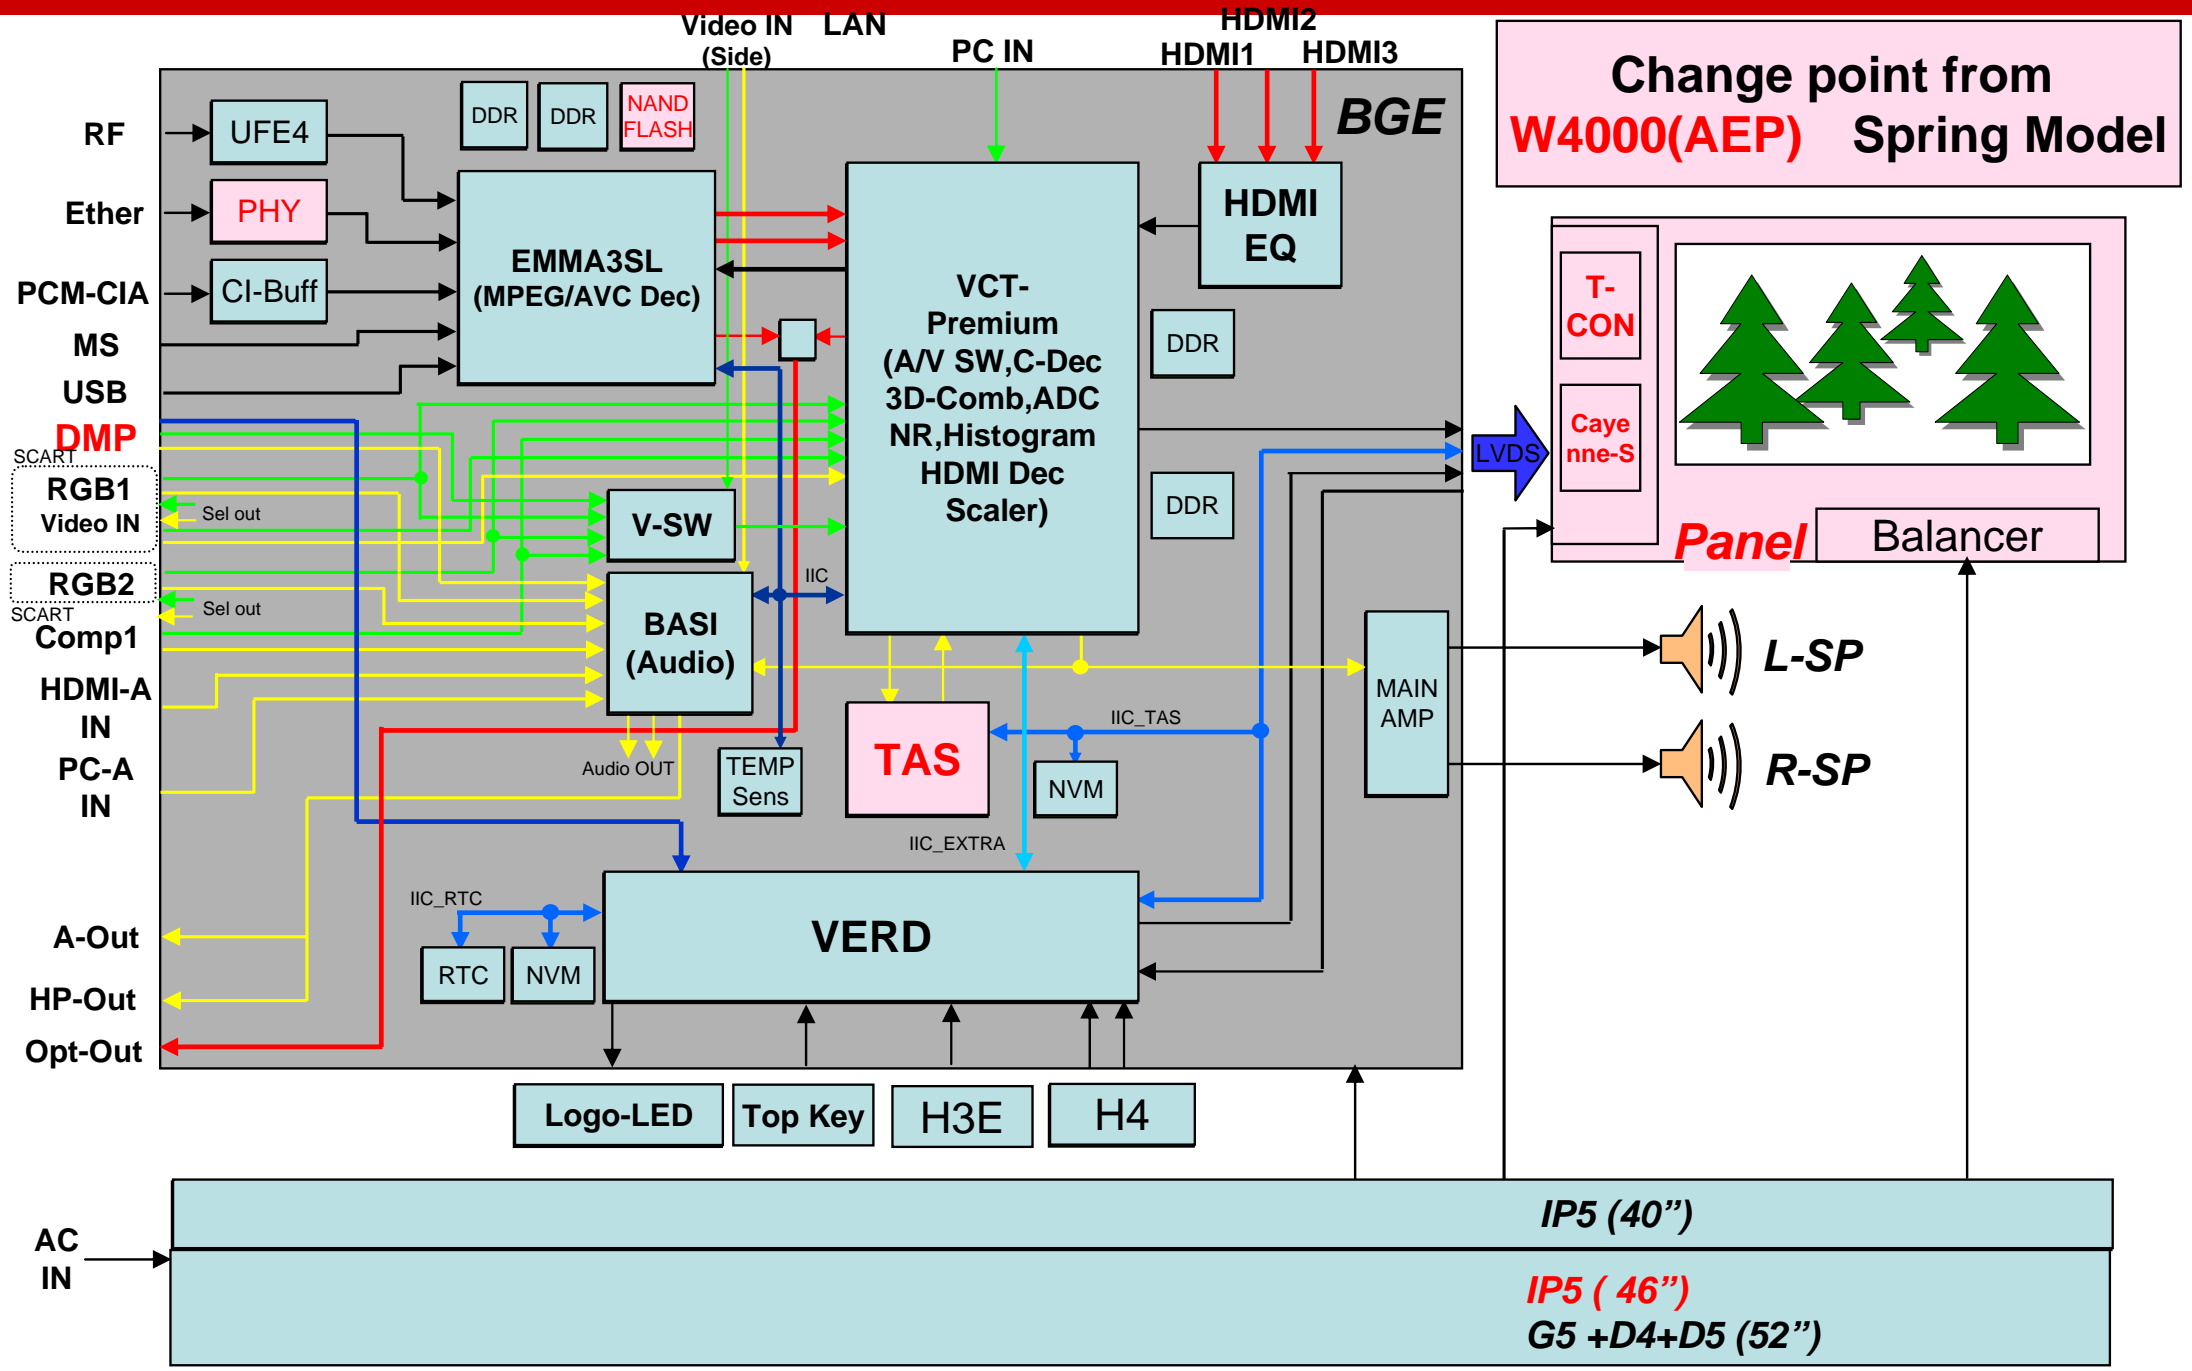 Video IN
(Side)
LAN
PC IN
HDMI2
HDMI1
HDMI3
Change point from
W4000(AEP) Spring Model
BGE
RF
UFE4
DDR
DDR
NAND
FLASH
Ether
PHY
PCM-CIA
CI-Buff
MS
USB
DMP
EMMA3SL
(MPEG/AVC Dec)
VCT-
Premium
(A/V SW,C-Dec
3D-Comb,ADC
NR,Histogram
HDMI Dec
Scaler)
HDMI
EQ
DDR
DDR
LVDS
T-
CON
Caye
nne-S
Panel
Balancer
SCART
RGB1
Video IN
Sel out
RGB2
SCART
Sel out
Comp1
HDMI-A
IN
PC-A
IN
V-SW
BASI
(Audio)
IIC
Audio OUT
TEMP
Sens
TAS
IIC_TAS
NVM
MAIN
AMP
L-SP
R-SP
IIC_EXTRA
IIC_RTC
RTC
NVM
VERD
A-Out
HP-Out
Opt-Out
Logo-LED
Top Key
H3E
H4
AC
IN
IP5 (40”)
IP5 ( 46”)
G5 +D4+D5 (52”)